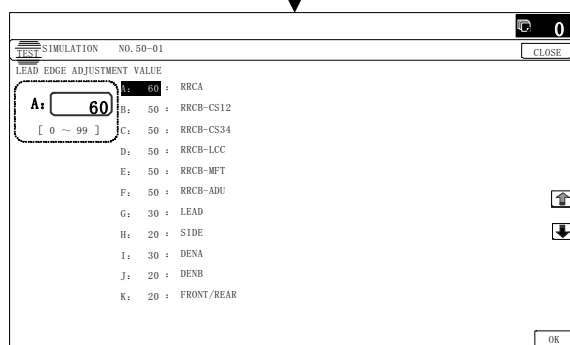 0
TEST SIMULATION NO.50-01
CLOSE
LEAD EDGE ADJUSTMENT VALUE
A: 60
[ 0 ~ 99 ]
A: 60 : RRCA
B: 50 : RRCB-CS12
C: 50 : RRCB-CS34
D: 50 : RRCB-LCC
E: 50 : RRCB-MFT
F: 50 : RRCB-ADU
G: 30 : LEAD
H: 20 : SIDE
I: 30 : DENA
J: 20 : DENB
K: 20 : FRONT/REAR
OK